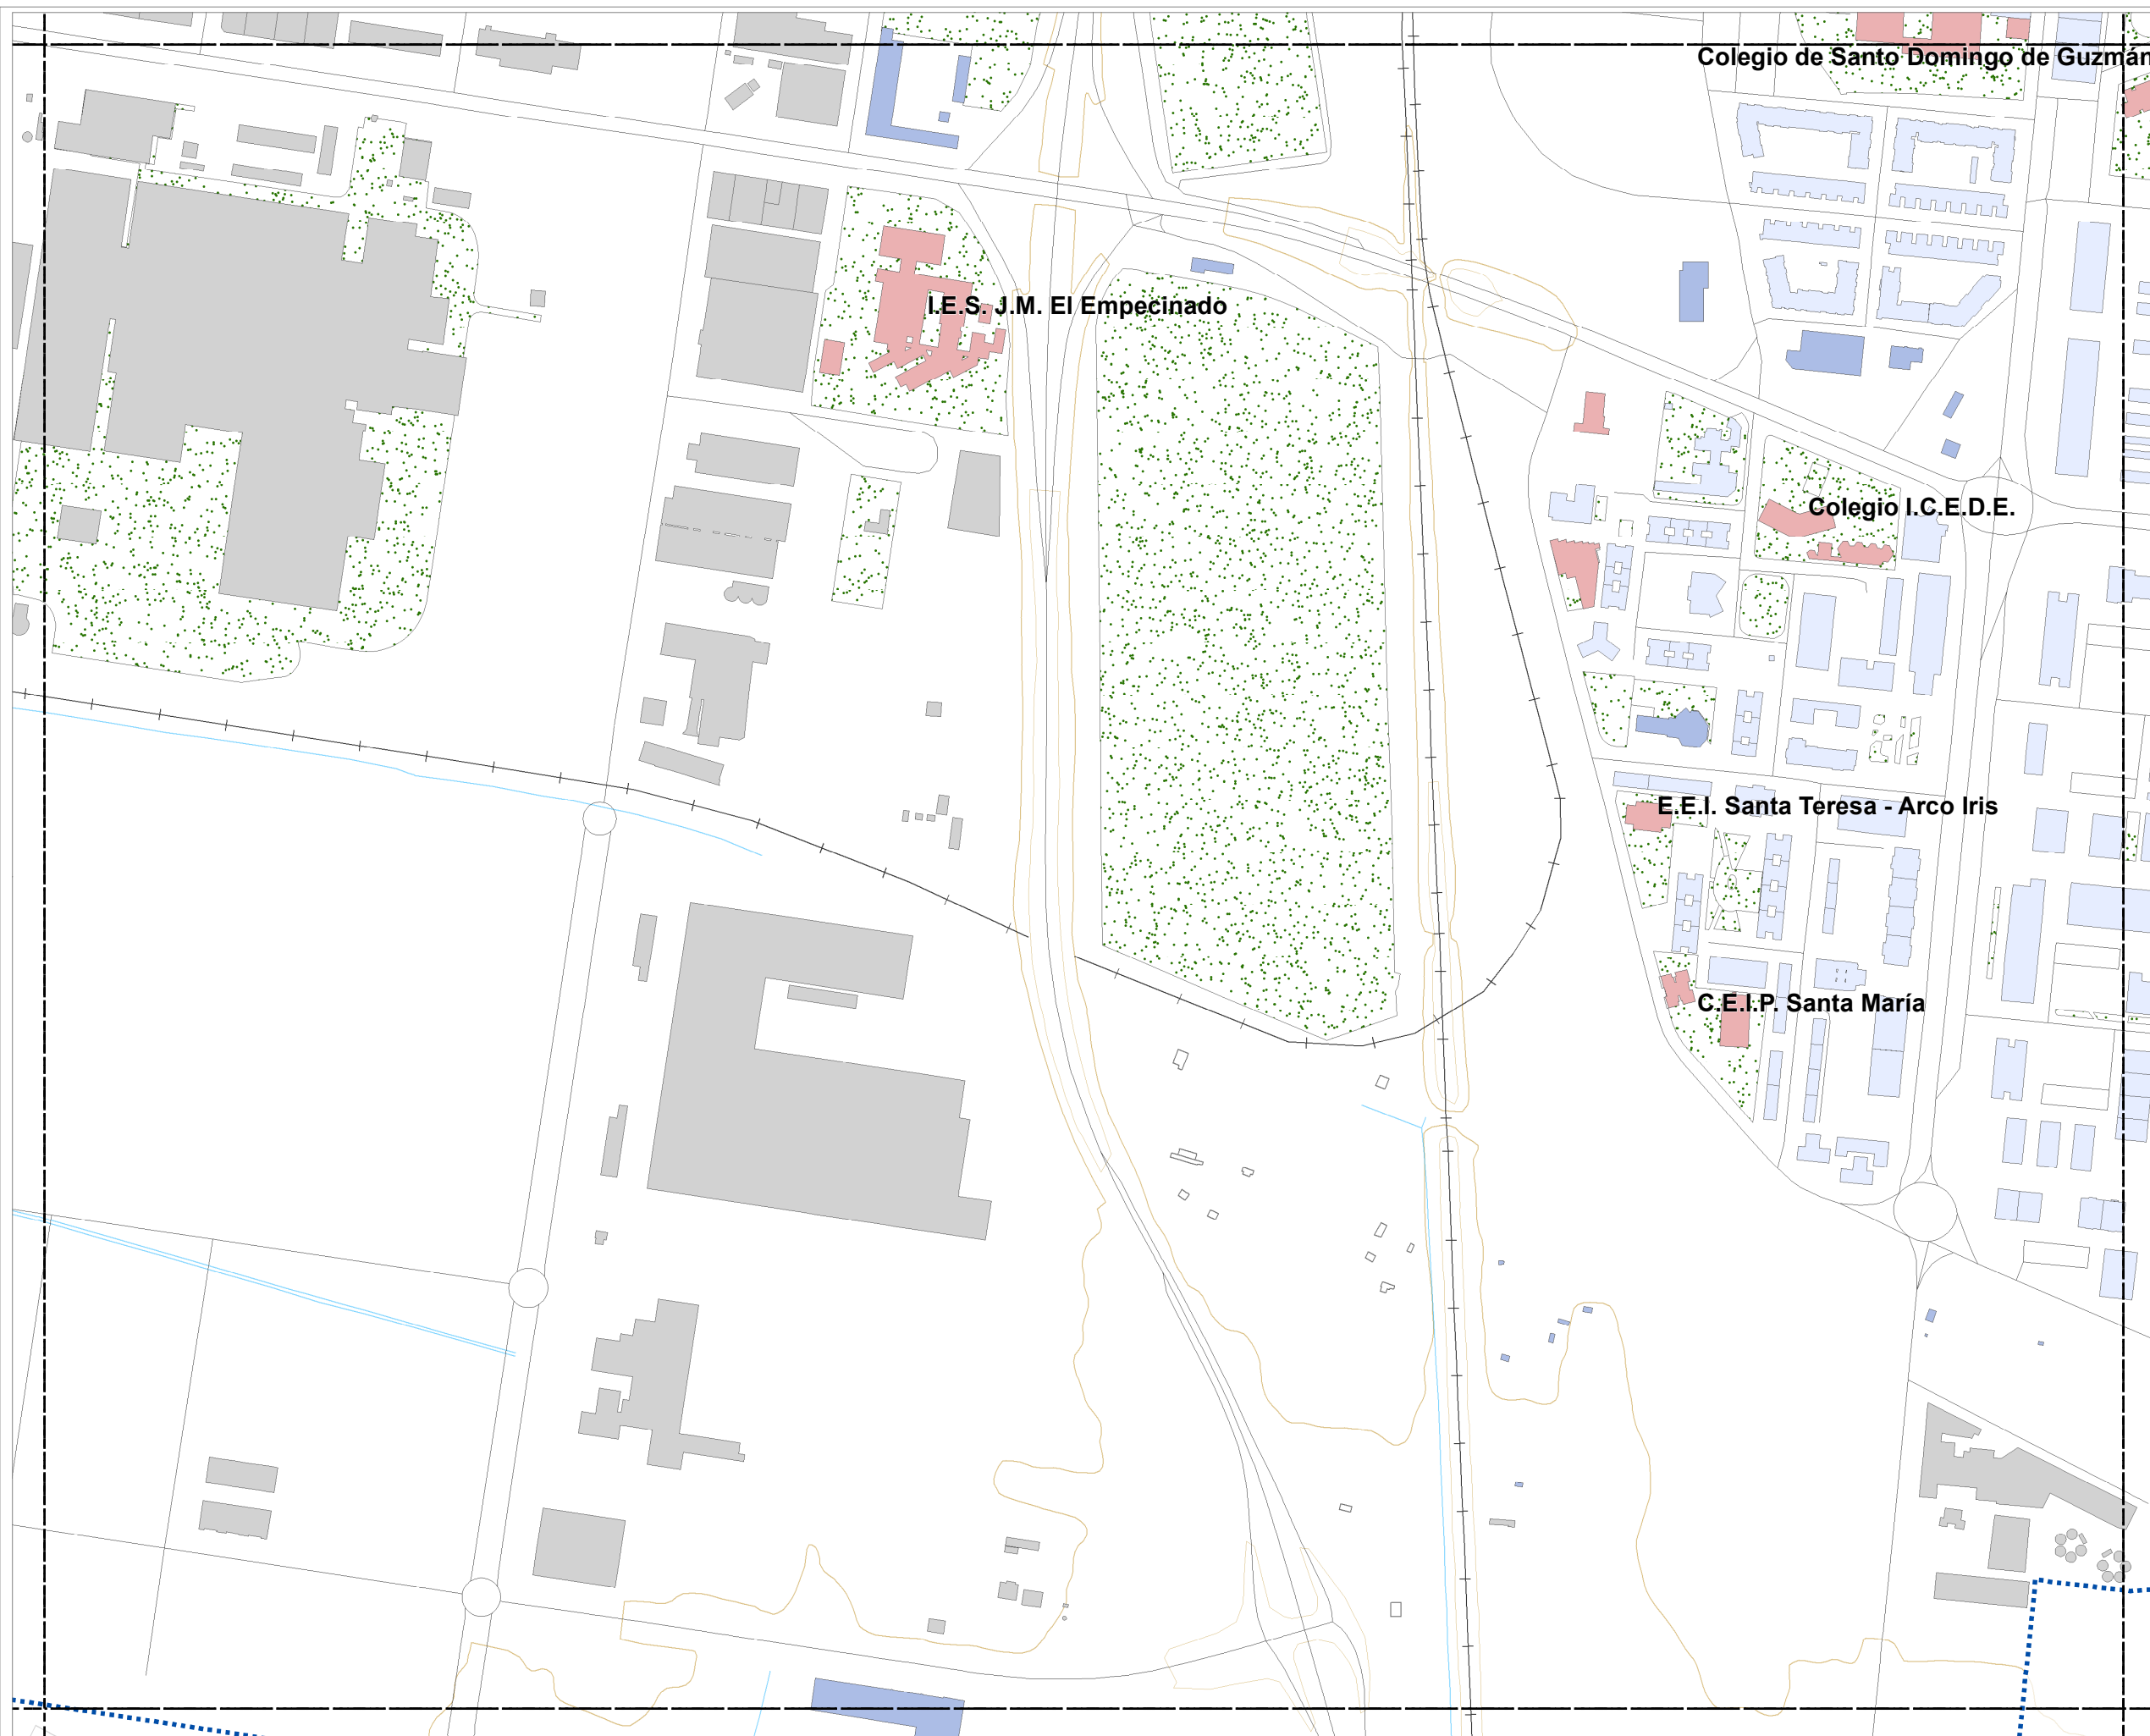 Colegio de Santo Domingo de Guzmán
I.E.S. J.M. El Empecinado
Colegio I.C.E.D.E.
E.E.I. Santa Teresa - Arco Iris
C.E.I.P. Santa María